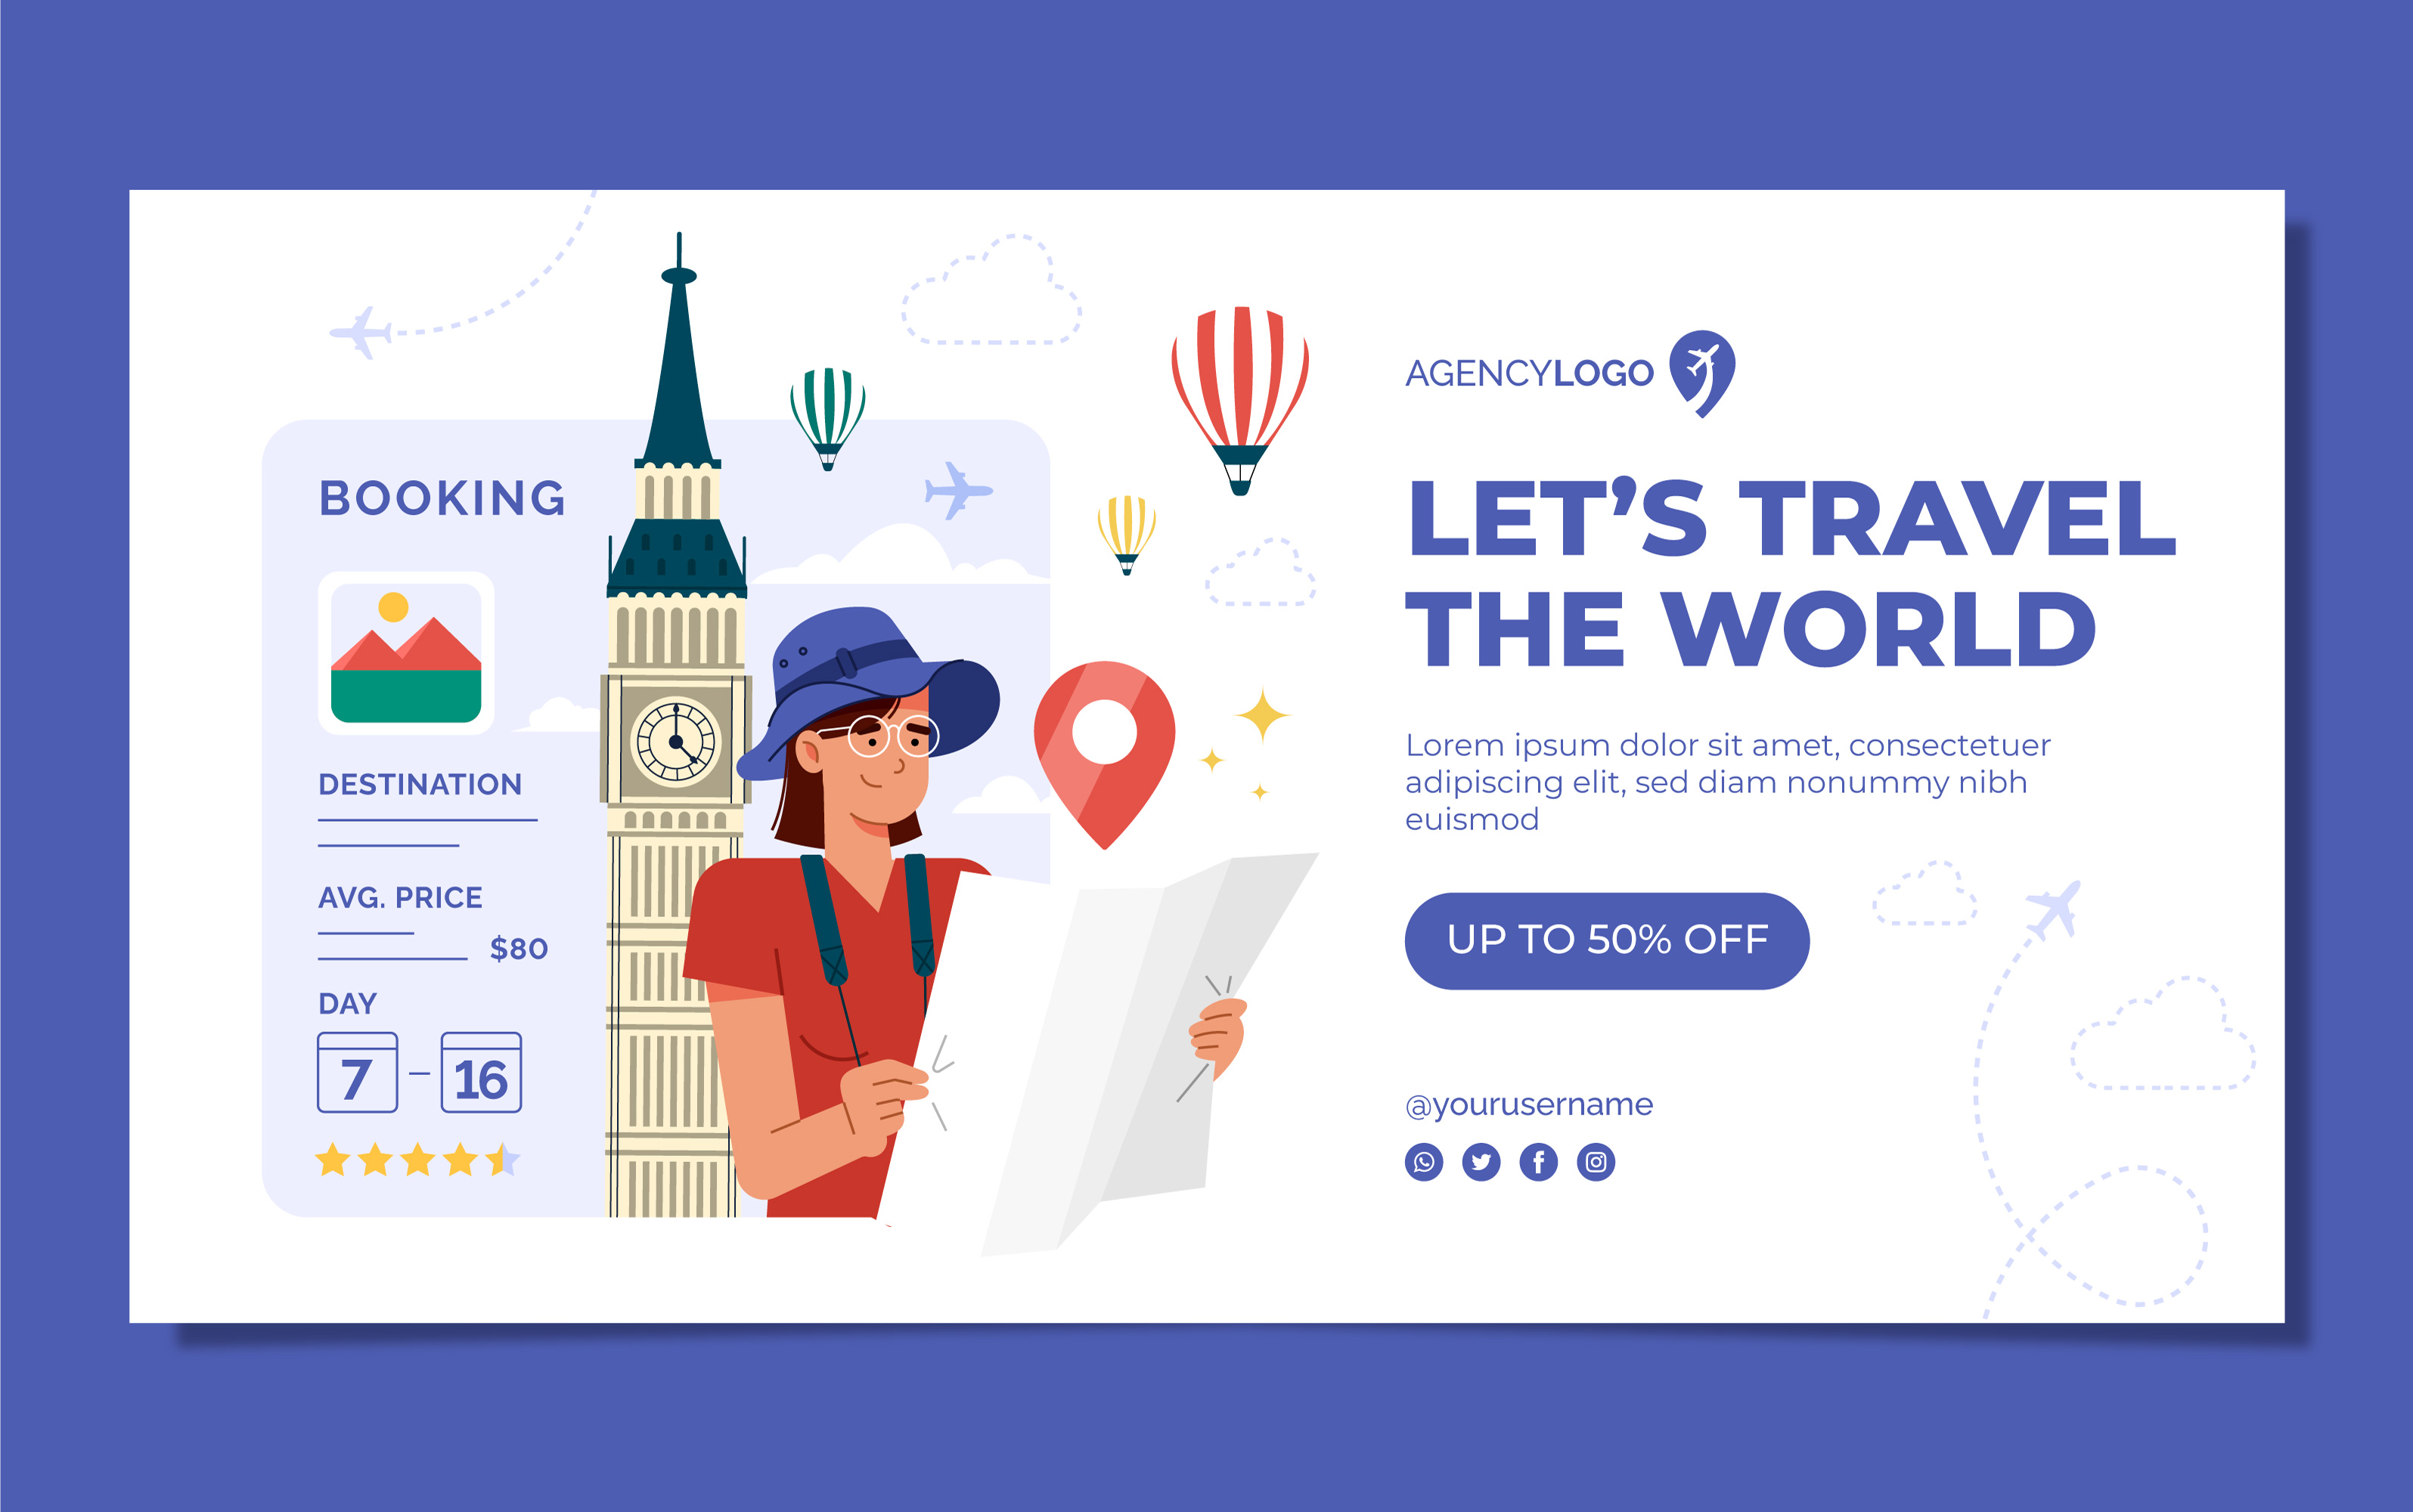 BOOKING
DESTINATION
AVG. PRICE
$80
DAY
7 – 16
AGENCYLOGO
LET’S TRAVEL
THE WORLD
Lorem ipsum dolor sit amet, consectetuer
adipiscing elit, sed diam nonummy nibh
euismod
UP TO 50% OFF
@yourusername